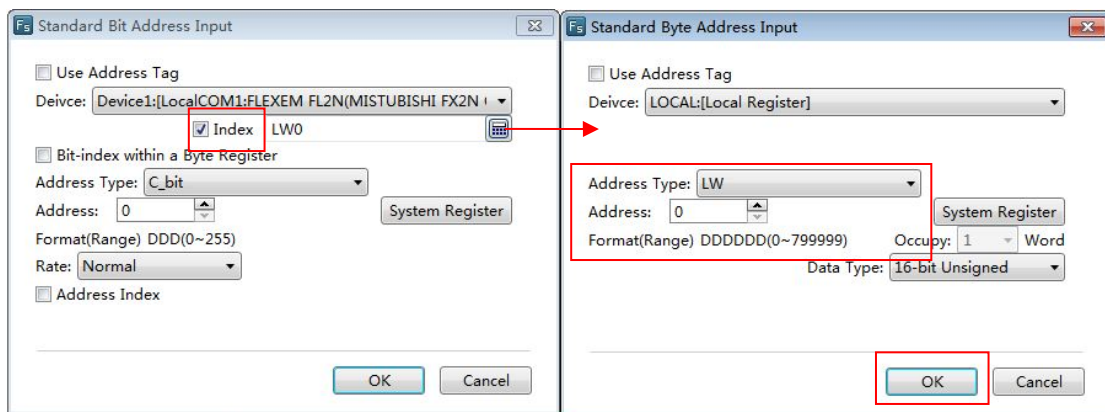 Standard Bit Address Input
Use Address Tag
Deivce: Device1:[LocalCOM1:FLEXEM FL2N(MISTUBISHI FX2N
Index LW0
Bit-index within a Byte Register
Address Type: C_bit
Address: 0 System Register
Format(Range) DDD(0~255)
Rate: Normal
Address Index
OK Cancel
Standard Byte Address Input
Use Address Tag
Deivce: LOCAL:[Local Register]
Address Type: LW
Address: 0 System Register
Format(Range) DDDDDD(0~799999) Occupy: 1 Word
Data Type: 16-bit Unsigned
OK Cancel